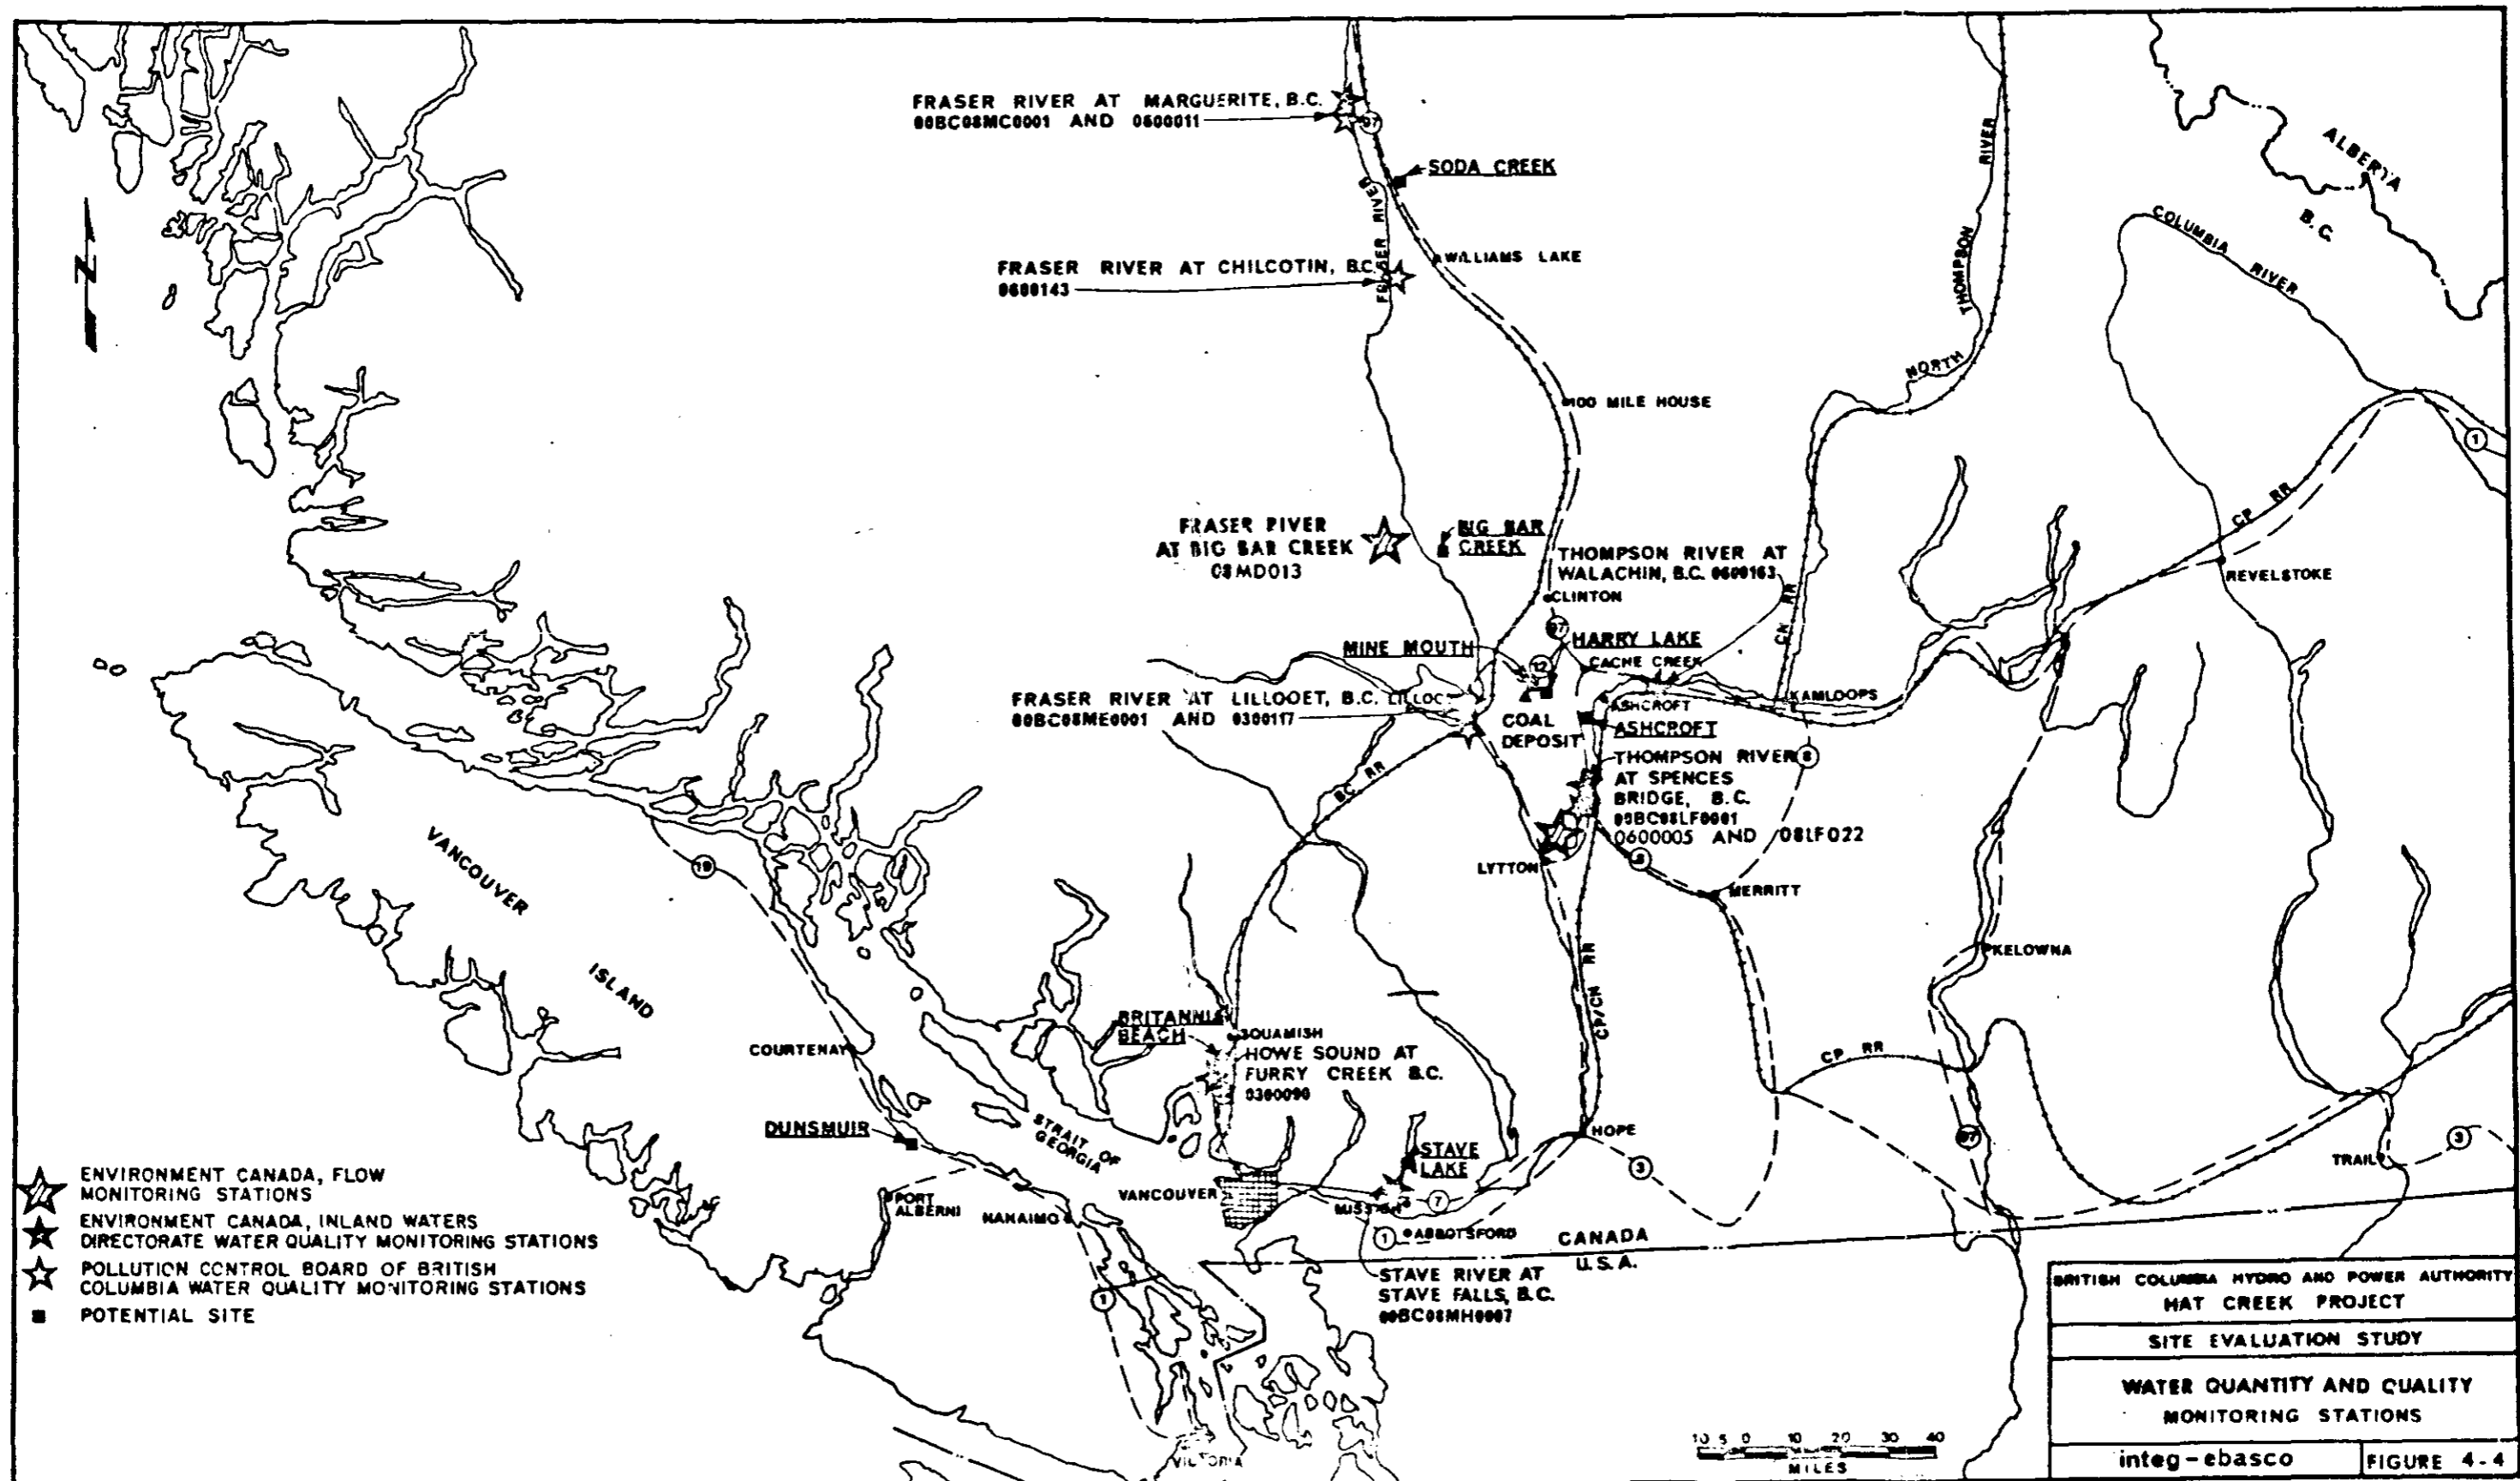 FRASER RIVER AT MARGUERITE, B.C.
00BC08MC0001 AND 0600011
97
SODA CREEK
FRASER RIVER
WILLIAMS LAKE
FRASER RIVER AT CHILCOTIN, B.C.
0600143
N
ALBERTA
B.C.
COLUMBIA RIVER
NORTH THOMPSON RIVER
100 MILE HOUSE
1
FRASER RIVER
AT BIG BAR CREEK
08MD013
BIG BAR
CREEK
THOMPSON RIVER AT
WALACHIN, B.C. 0600163
CP RR
REVELSTOKE
CLINTON
CN RR
97
HARRY LAKE
MINE MOUTH
12
CACHE CREEK
FRASER RIVER AT LILLOOET, B.C.
00BC08ME0001 AND 0300117
KAMLOOPS
ASHCROFT
COAL
DEPOSIT
ASHCROFT
THOMPSON RIVER
AT SPENCES
BRIDGE, B.C.
00BC08LF0001
0600005 AND 08LF022
8
BC RR
LYTTON
8
MERRITT
VANCOUVER
ISLAND
19
KELOWNA
CP/CN RR
BRITANNIA
BEACH
SQUAMISH
HOWE SOUND AT
FURRY CREEK B.C.
0300090
COURTENAY
CP RR
DUNSMUIR
STRAIT OF
GEORGIA
HOPE
97
3
3
TRAIL
STAVE
LAKE
VANCOUVER
7
1
ABBOTSFORD
PORT
ALBERNI
NANAIMO
CANADA
U.S.A.
STAVE RIVER AT
STAVE FALLS, B.C.
00BC08MH0007
1
VICTORIA
ENVIRONMENT CANADA, FLOW
MONITORING STATIONS
ENVIRONMENT CANADA, INLAND WATERS
DIRECTORATE WATER QUALITY MONITORING STATIONS
POLLUTION CONTROL BOARD OF BRITISH
COLUMBIA WATER QUALITY MONITORING STATIONS
POTENTIAL SITE
10 5 0 10 20 30 40
MILES
BRITISH COLUMBIA HYDRO AND POWER AUTHORITY
HAT CREEK PROJECT
SITE EVALUATION STUDY
WATER QUANTITY AND QUALITY
MONITORING STATIONS
integ-ebasco
FIGURE 4-4